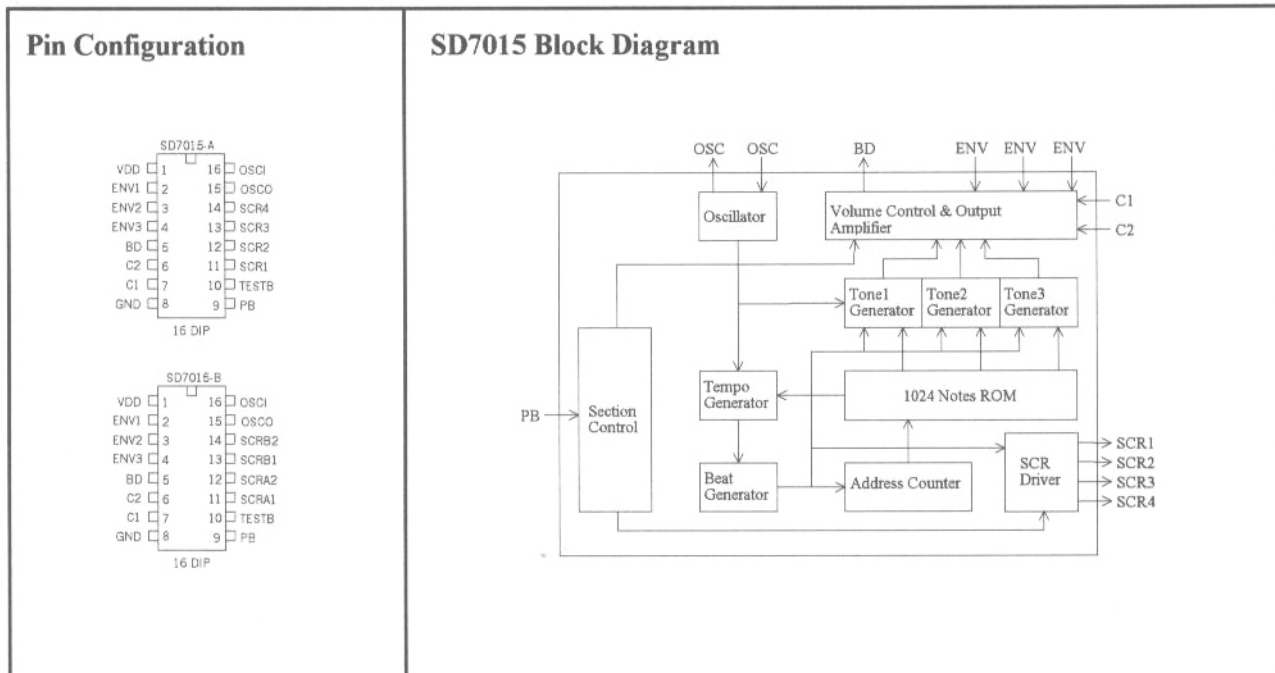 Pin Configuration
SD7015-A
VDD 1 16 OSCI
ENV1 2 15 OSCO
ENV2 3 14 SCR4
ENV3 4 13 SCR3
BD 5 12 SCR2
C2 6 11 SCR1
C1 7 10 TESTB
GND 8 9 PB
16 DIP
SD7015-B
VDD 1 16 OSCI
ENV1 2 15 OSCO
ENV2 3 14 SCRB2
ENV3 4 13 SCRB1
BD 5 12 SCRA2
C2 6 11 SCRA1
C1 7 10 TESTB
GND 8 9 PB
16 DIP
SD7015 Block Diagram
OSC OSC BD ENV ENV ENV
Oscillator
Volume Control & Output
Amplifier
C1
C2
Tone1 Tone2 Tone3
Generator Generator Generator
Tempo
Generator
1024 Notes ROM
PB
Section
Control
Beat
Generator
Address Counter
SCR
Driver
SCR1
SCR2
SCR3
SCR4